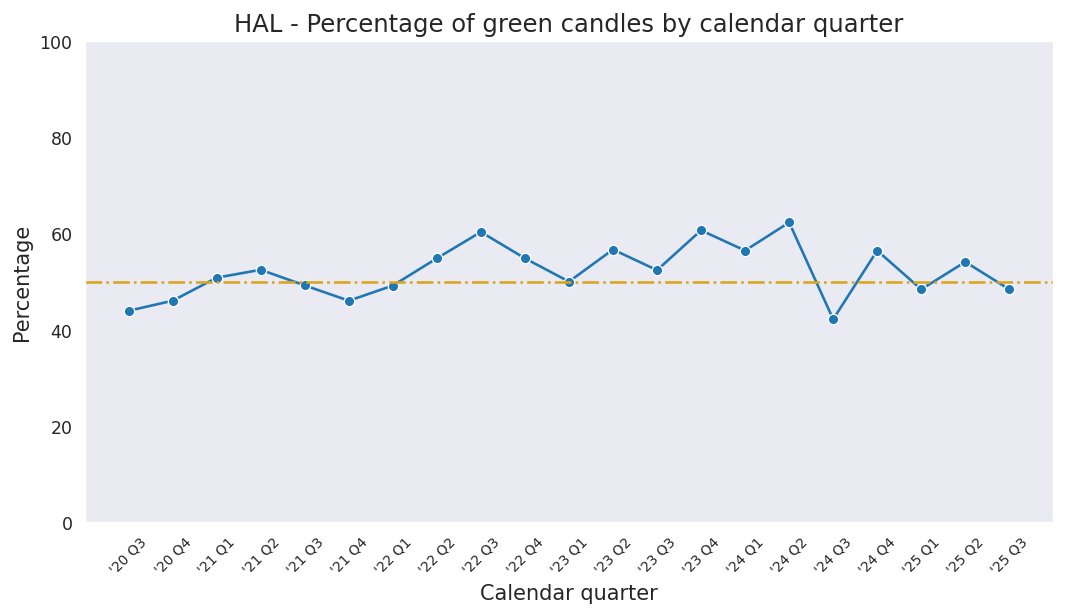 HAL - Percentage of green candles by calendar quarter
100
80
60
40
20
0
Percentage
'20 Q3
'20 Q4
'21 Q1
'21 Q2
'21 Q3
'21 Q4
'22 Q1
'22 Q2
'22 Q3
'22 Q4
'23 Q1
'23 Q2
'23 Q3
'23 Q4
'24 Q1
'24 Q2
'24 Q3
'24 Q4
'25 Q1
'25 Q2
'25 Q3
Calendar quarter